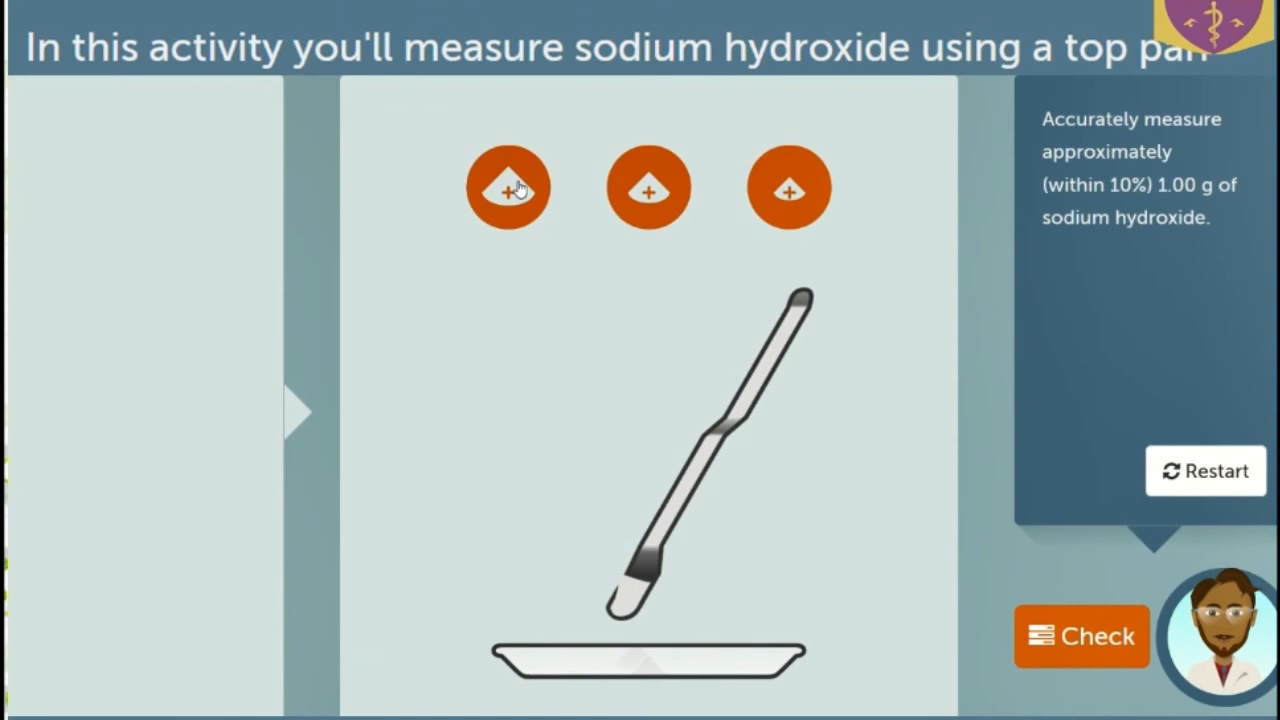 In this activity you'll measure sodium hydroxide using a top
Accurately measure
approximately
(within 10%) 1.00 g of
sodium hydroxide.
Restart
Check